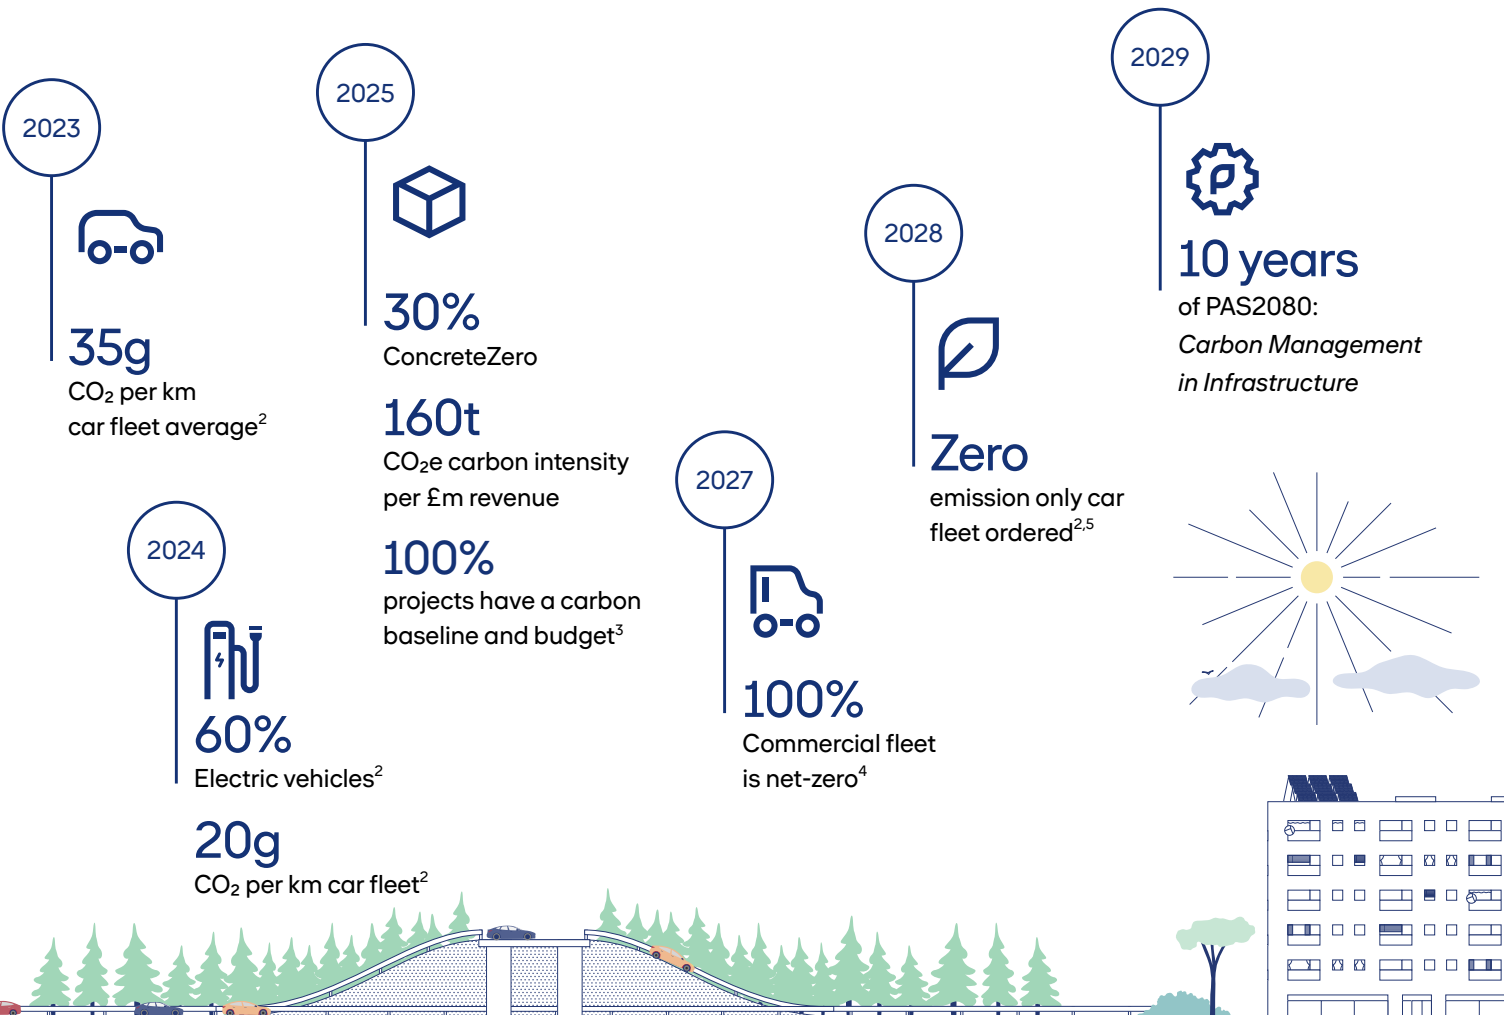 2023
35g
CO₂ per km
car fleet average²
2024
60%
Electric vehicles²
20g
CO₂ per km car fleet²
2025
30%
ConcreteZero
160t
CO₂e carbon intensity
per £m revenue
100%
projects have a carbon
baseline and budget³
2027
100%
Commercial fleet
is net-zero⁴
2028
Zero
emission only car
fleet ordered²,⁵
2029
10 years
of PAS2080:
Carbon Management
in Infrastructure